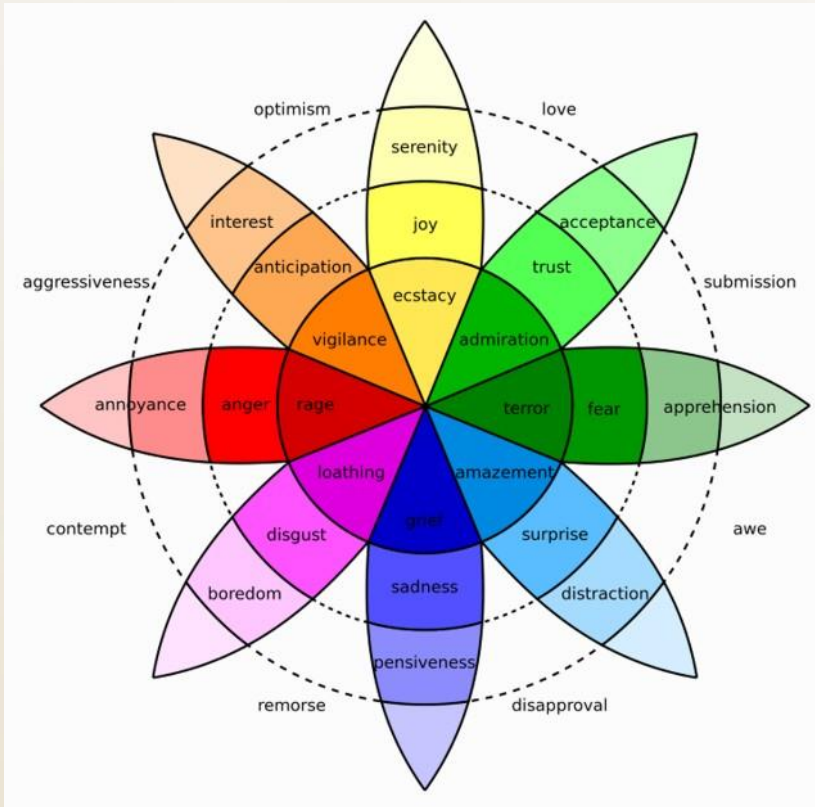 optimism
love
serenity
interest
acceptance
joy
anticipation
trust
aggressiveness
submission
ecstacy
vigilance
admiration
annoyance
anger
rage
terror
fear
apprehension
loathing
amazement
contempt
grief
awe
disgust
surprise
sadness
boredom
distraction
pensiveness
remorse
disapproval